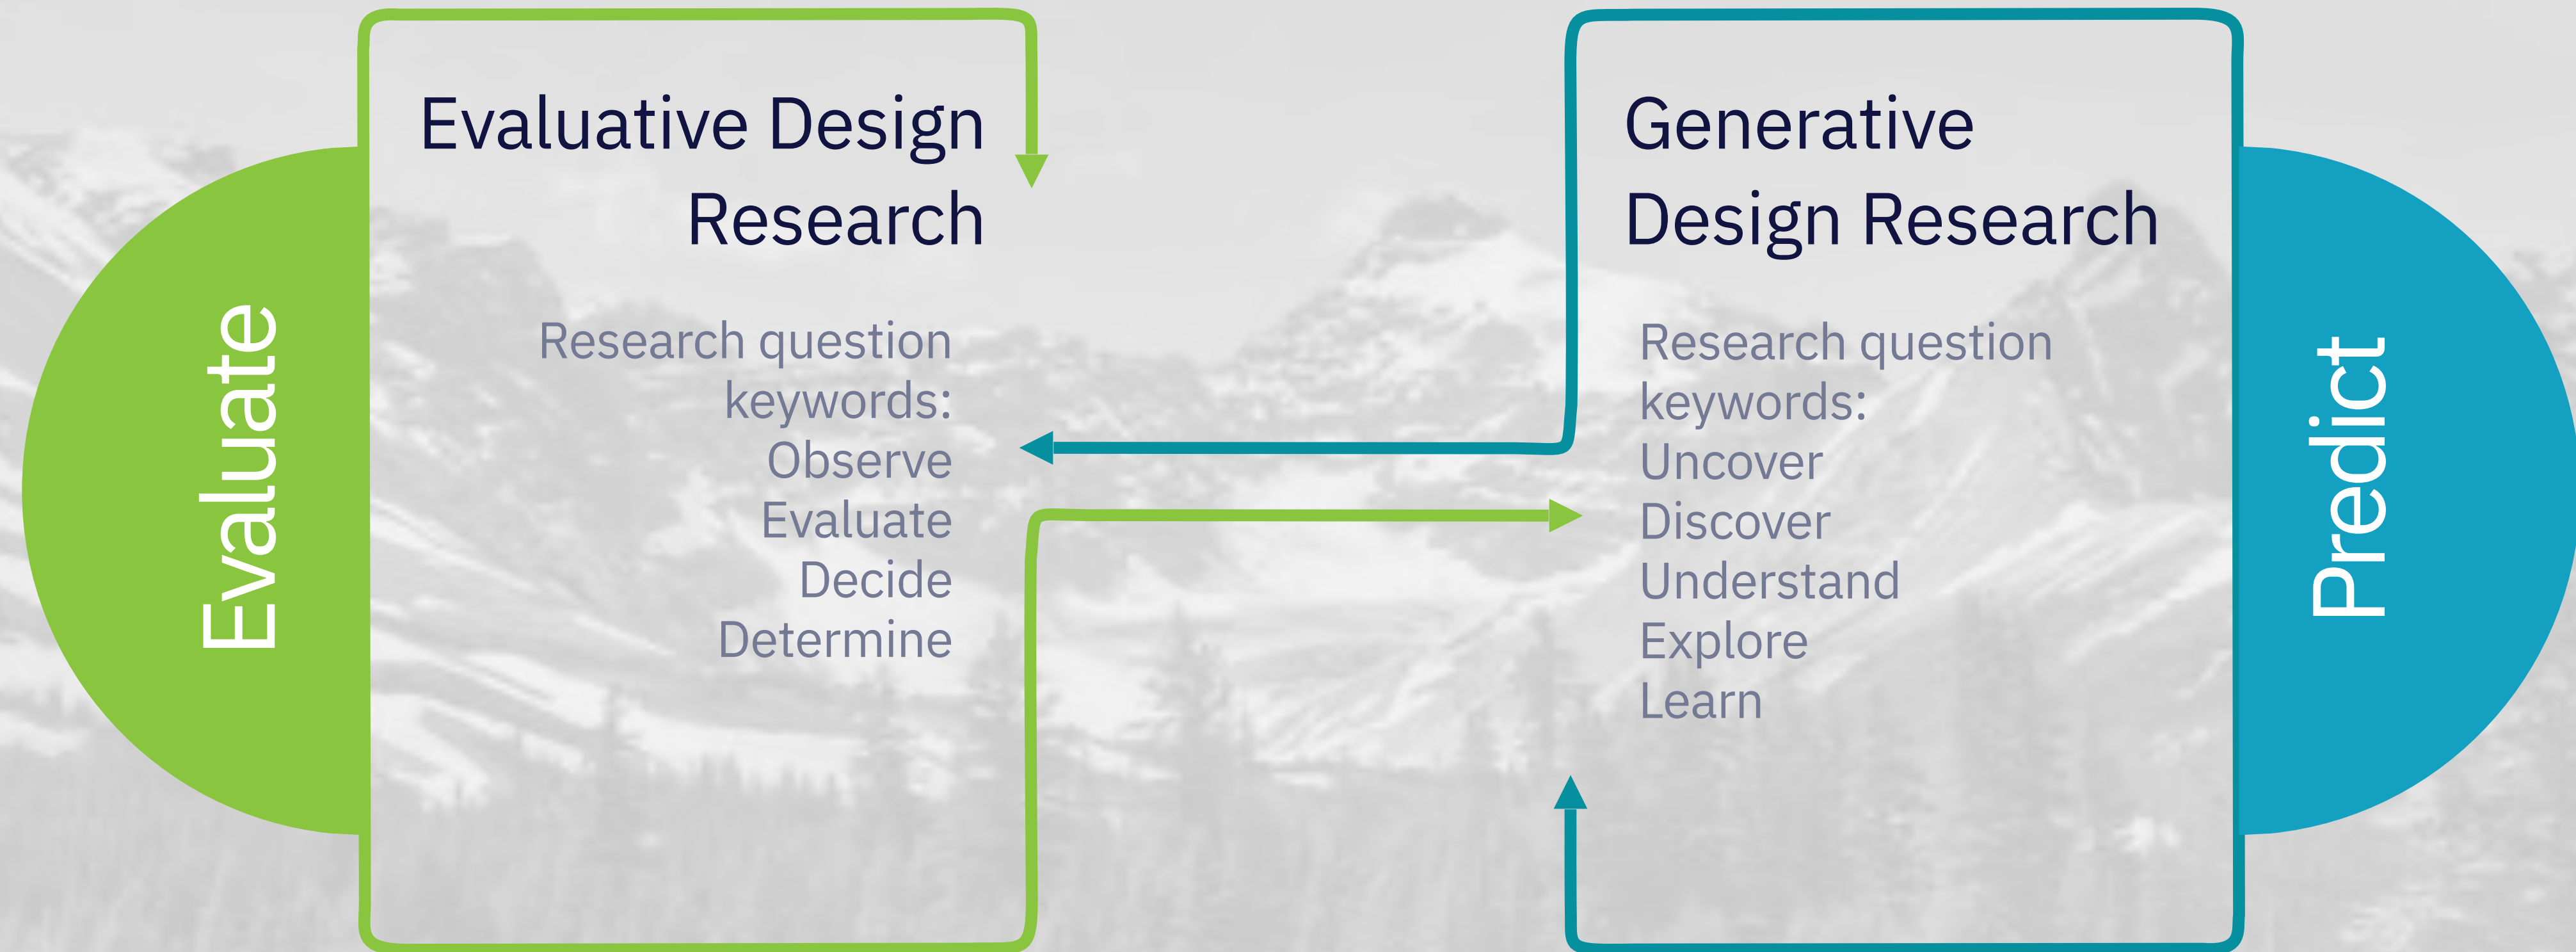 Evaluate
Evaluative Design
Research
Research question
keywords:
Observe
Evaluate
Decide
Determine
Generative
Design Research
Research question
keywords:
Uncover
Discover
Understand
Explore
Learn
Predict